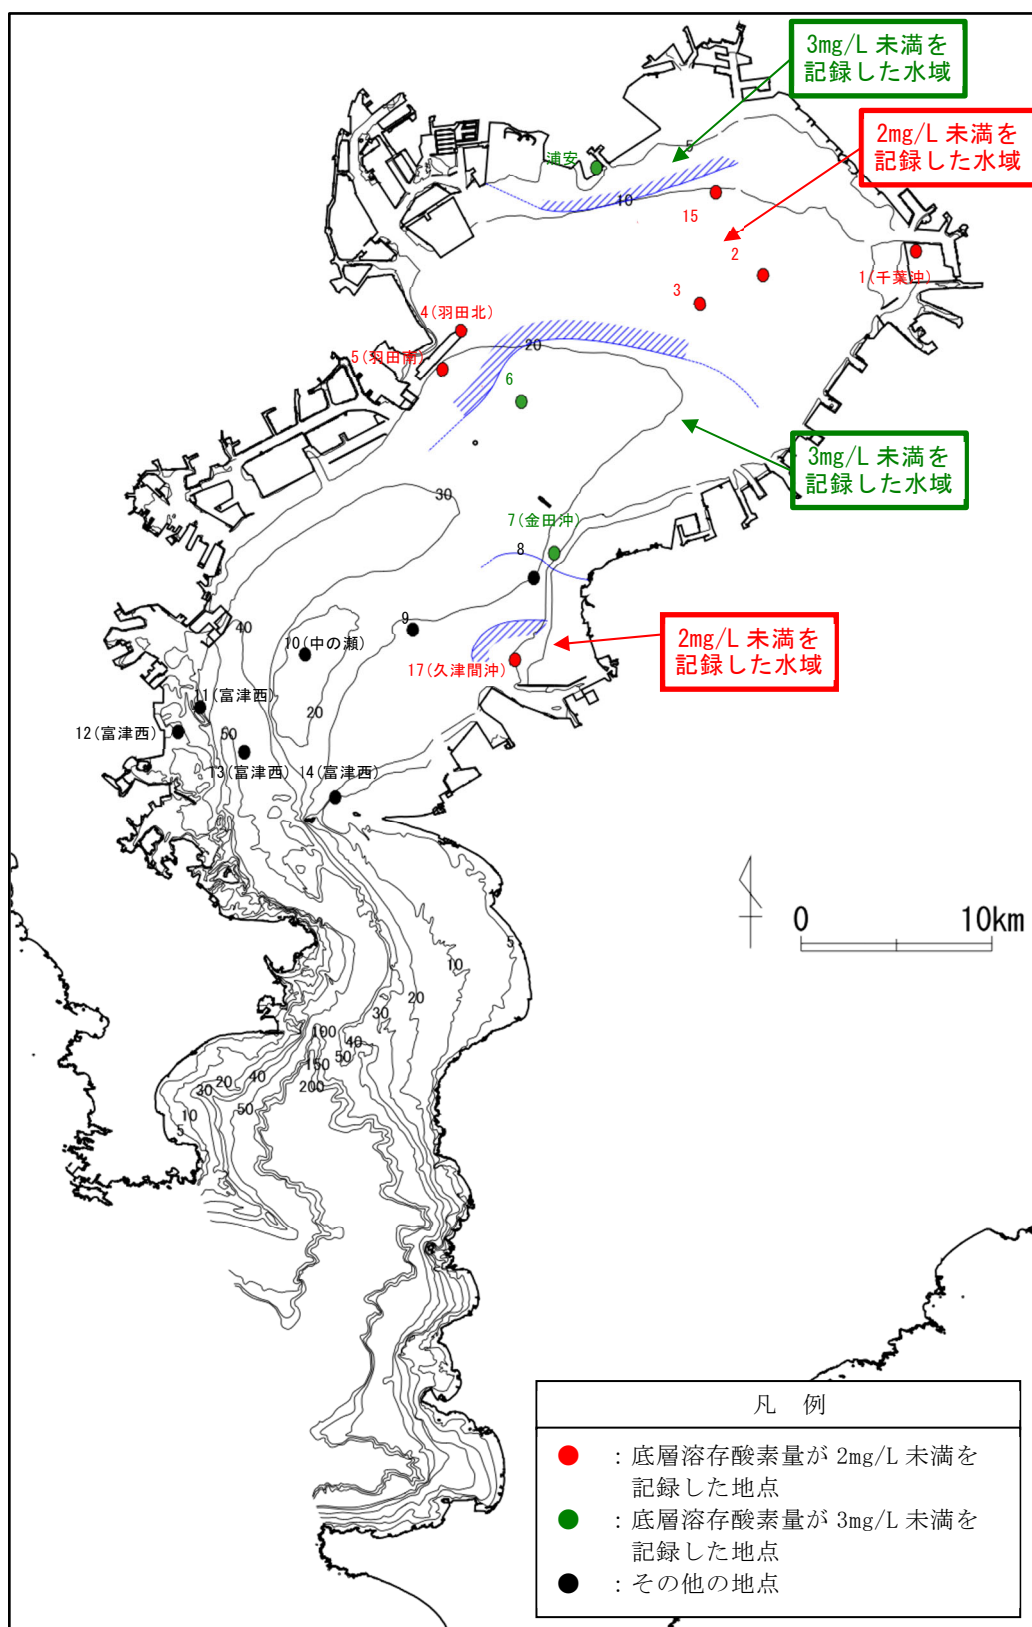 3mg/L 未満を
記録した水域
2mg/L 未満を
記録した水域
浦安
5
10
15
2
1(千葉沖)
3
4(羽田北)
20
5(羽田南)
6
3mg/L 未満を
記録した水域
30
7(金田沖)
8
9
40
10(中の瀬)
2mg/L 未満を
記録した水域
17(久津間沖)
11(富津西)
20
12(富津西)
50
13(富津西)
14(富津西)
0
10km
5
10
20
30
100
40
50
150
200
20
40
30
50
10
5
凡 例
:底層溶存酸素量が 2mg/L 未満を
記録した地点
:底層溶存酸素量が 3mg/L 未満を
記録した地点
:その他の地点